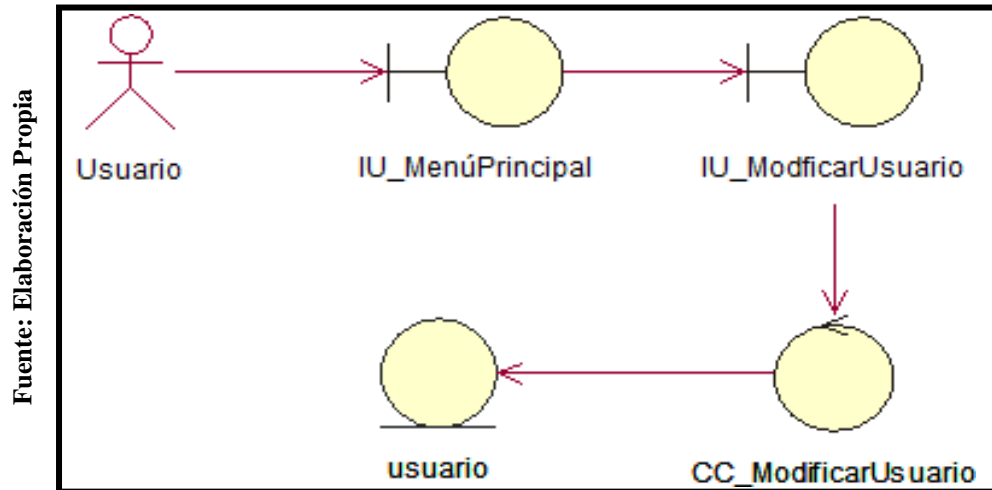 Fuente: Elaboración Propia
Usuario
IU_MenúPrincipal
IU_ModficarUsuario
usuario
CC_ModificarUsuario